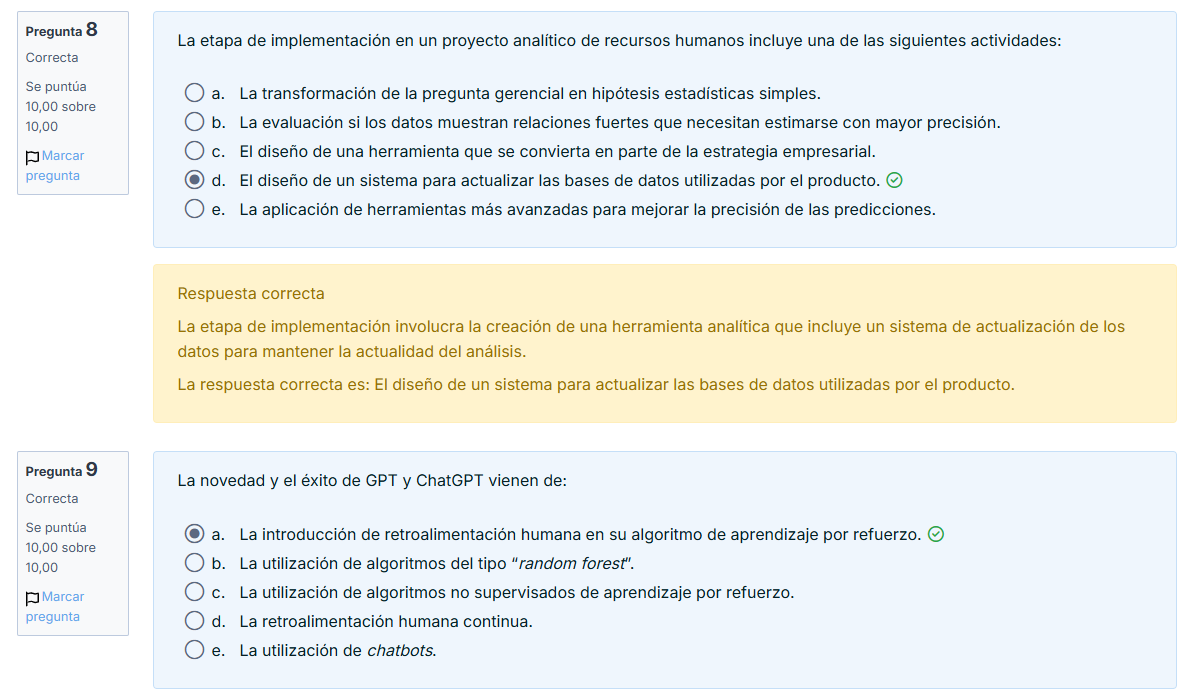 Pregunta 8
Correcta
Se puntúa
10,00 sobre
10,00
Marcar
pregunta
La etapa de implementación en un proyecto analítico de recursos humanos incluye una de las siguientes actividades:
a. La transformación de la pregunta gerencial en hipótesis estadísticas simples.
b. La evaluación si los datos muestran relaciones fuertes que necesitan estimarse con mayor precisión.
c. El diseño de una herramienta que se convierta en parte de la estrategia empresarial.
d. El diseño de un sistema para actualizar las bases de datos utilizadas por el producto.
e. La aplicación de herramientas más avanzadas para mejorar la precisión de las predicciones.
Respuesta correcta
La etapa de implementación involucra la creación de una herramienta analítica que incluye un sistema de actualización de los
datos para mantener la actualidad del análisis.
La respuesta correcta es: El diseño de un sistema para actualizar las bases de datos utilizadas por el producto.
Pregunta 9
Correcta
Se puntúa
10,00 sobre
10,00
Marcar
pregunta
La novedad y el éxito de GPT y ChatGPT vienen de:
a. La introducción de retroalimentación humana en su algoritmo de aprendizaje por refuerzo.
b. La utilización de algoritmos del tipo "random forest".
c. La utilización de algoritmos no supervisados de aprendizaje por refuerzo.
d. La retroalimentación humana continua.
e. La utilización de chatbots.